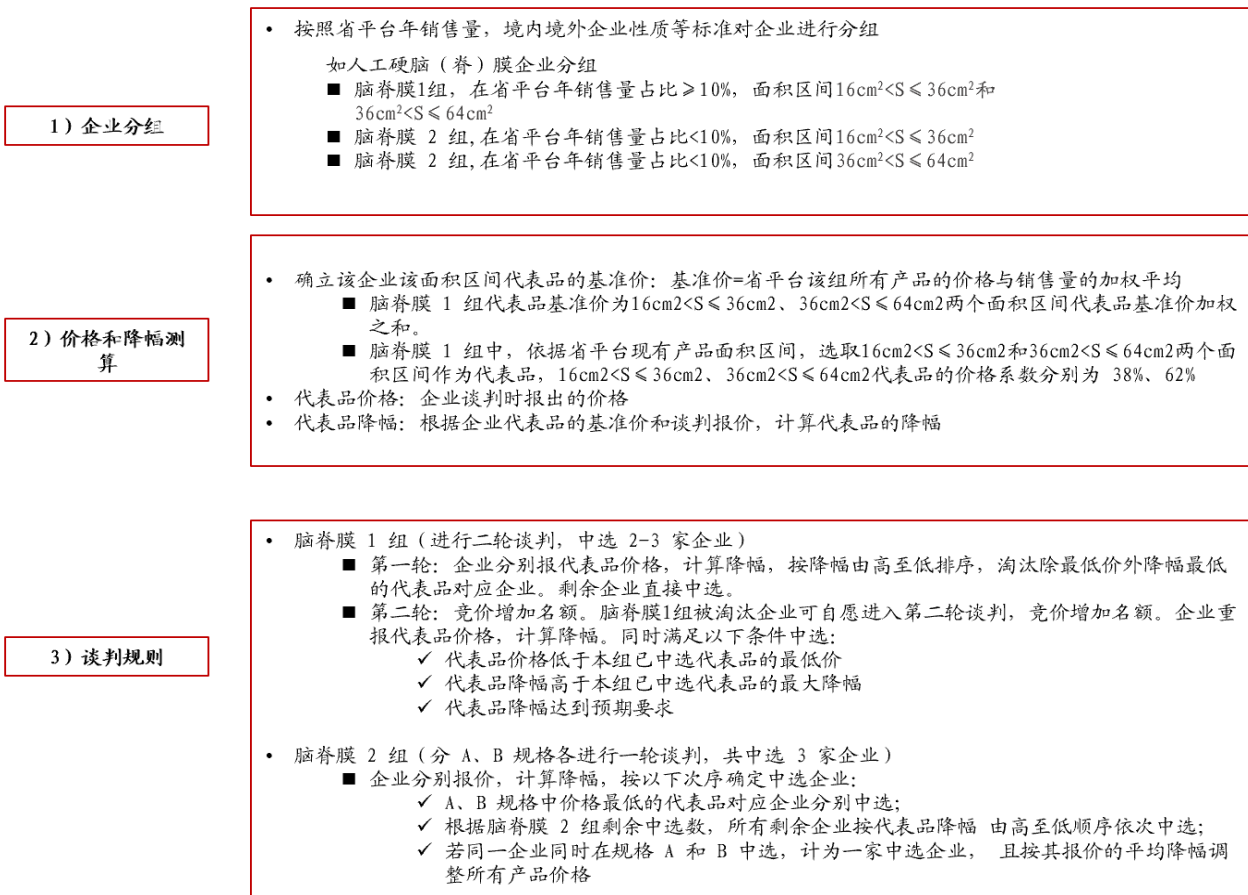 1）企业分组
• 按照省平台年销售量，境内境外企业性质等标准对企业进行分组
如人工硬脑（脊）膜企业分组
■ 脑脊膜1组，在省平台年销售量占比≥10%，面积区间16cm²<S≤36cm²和
36cm²<S≤64cm²
■ 脑脊膜 2 组,在省平台年销售量占比<10%，面积区间16cm²<S≤36cm²
■ 脑脊膜 2 组,在省平台年销售量占比<10%，面积区间36cm²<S≤64cm²
2）价格和降幅测
算
• 确立该企业该面积区间代表品的基准价：基准价=省平台该组所有产品的价格与销售量的加权平均
■ 脑脊膜 1 组代表品基准价为16cm2<S≤36cm2、36cm2<S≤64cm2两个面积区间代表品基准价加权
之和。
■ 脑脊膜 1 组中，依据省平台现有产品面积区间，选取16cm2<S≤36cm2和36cm2<S≤64cm2两个面
积区间作为代表品，16cm2<S≤36cm2、36cm2<S≤64cm2代表品的价格系数分别为 38%、62%
• 代表品价格：企业谈判时报出的价格
• 代表品降幅：根据企业代表品的基准价和谈判报价，计算代表品的降幅
3）谈判规则
• 脑脊膜 1 组（进行二轮谈判，中选 2-3 家企业）
■ 第一轮：企业分别报代表品价格，计算降幅，按降幅由高至低排序，淘汰除最低价外降幅最低
的代表品对应企业。剩余企业直接中选。
■ 第二轮：竞价增加名额。脑脊膜1组被淘汰企业可自愿进入第二轮谈判，竞价增加名额。企业重
报代表品价格，计算降幅。同时满足以下条件中选：
✓ 代表品价格低于本组已中选代表品的最低价
✓ 代表品降幅高于本组已中选代表品的最大降幅
✓ 代表品降幅达到预期要求
• 脑脊膜 2 组（分 A、B 规格各进行一轮谈判，共中选 3 家企业）
■ 企业分别报价，计算降幅，按以下次序确定中选企业：
✓ A、B 规格中价格最低的代表品对应企业分别中选；
✓ 根据脑脊膜 2 组剩余中选数，所有剩余企业按代表品降幅 由高至低顺序依次中选；
✓ 若同一企业同时在规格 A 和 B 中选，计为一家中选企业， 且按其报价的平均降幅调
整所有产品价格